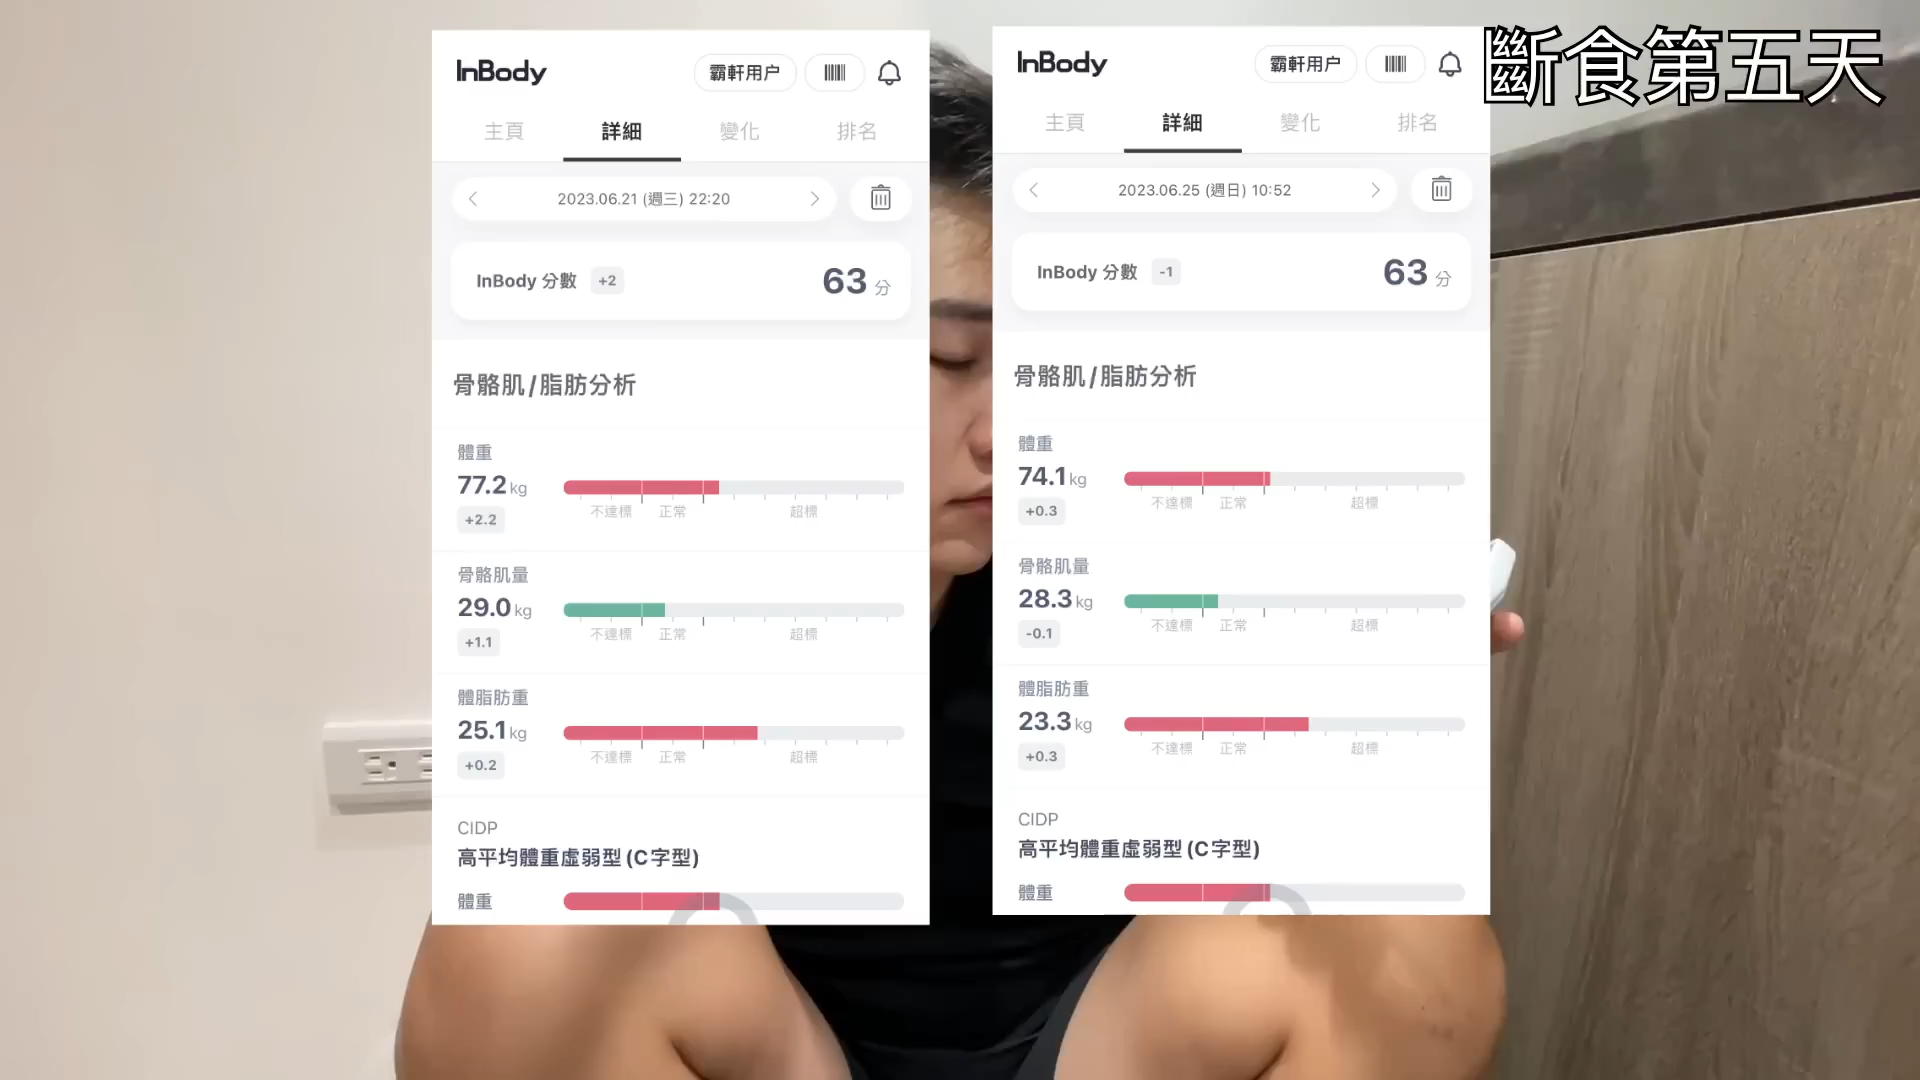 斷食第五天
InBody
霸軒用户
主頁 詳細 變化 排名
2023.06.21 (週三) 22:20
InBody 分數 +2 63 分
骨骼肌/脂肪分析
體重
77.2 kg
不達標 正常 超標
+2.2
骨骼肌量
29.0 kg
不達標 正常 超標
+1.1
體脂肪重
25.1 kg
不達標 正常 超標
+0.2
CIDP
高平均體重虛弱型 (C 字型)
體重
InBody
霸軒用户
主頁 詳細 變化 排名
2023.06.25 (週日) 10:52
InBody 分數 -1 63 分
骨骼肌/脂肪分析
體重
74.1 kg
不達標 正常 超標
+0.3
骨骼肌量
28.3 kg
不達標 正常 超標
-0.1
體脂肪重
23.3 kg
不達標 正常 超標
+0.3
CIDP
高平均體重虛弱型 (C 字型)
體重